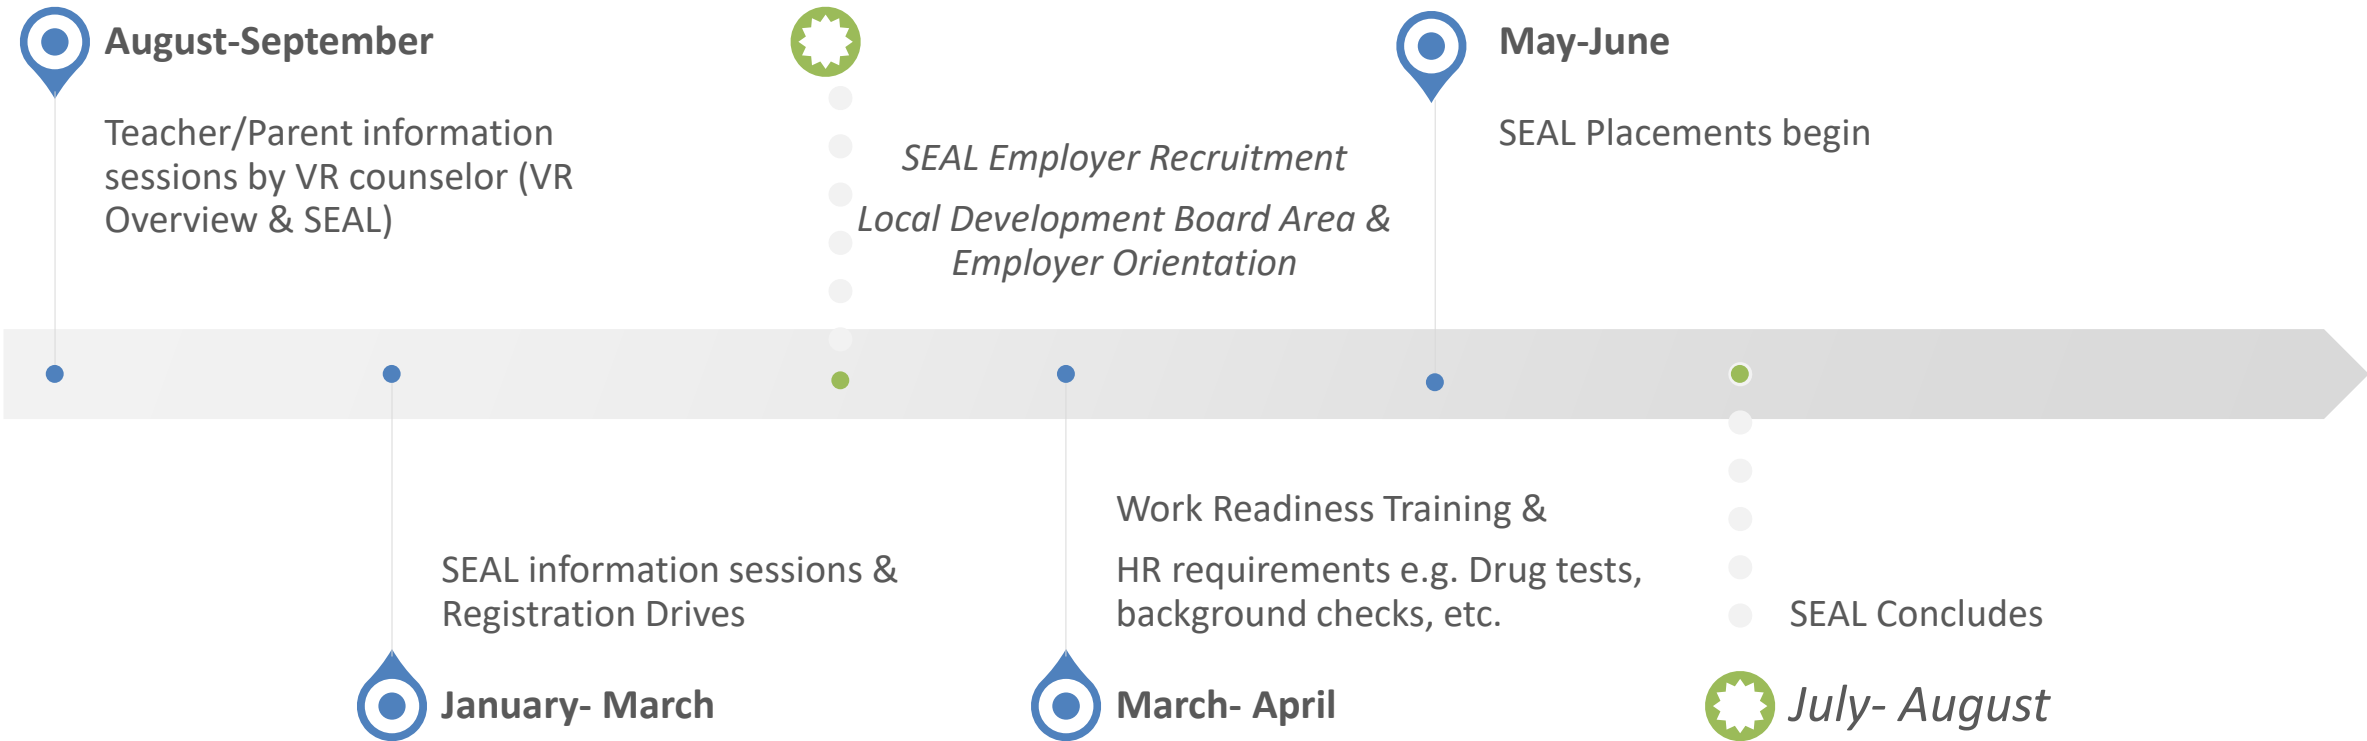 August-September
Teacher/Parent information
sessions by VR counselor (VR
Overview & SEAL)
SEAL Employer Recruitment
Local Development Board Area &
Employer Orientation
May-June
SEAL Placements begin
SEAL information sessions &
Registration Drives
January- March
Work Readiness Training &
HR requirements e.g. Drug tests,
background checks, etc.
March- April
SEAL Concludes
July- August